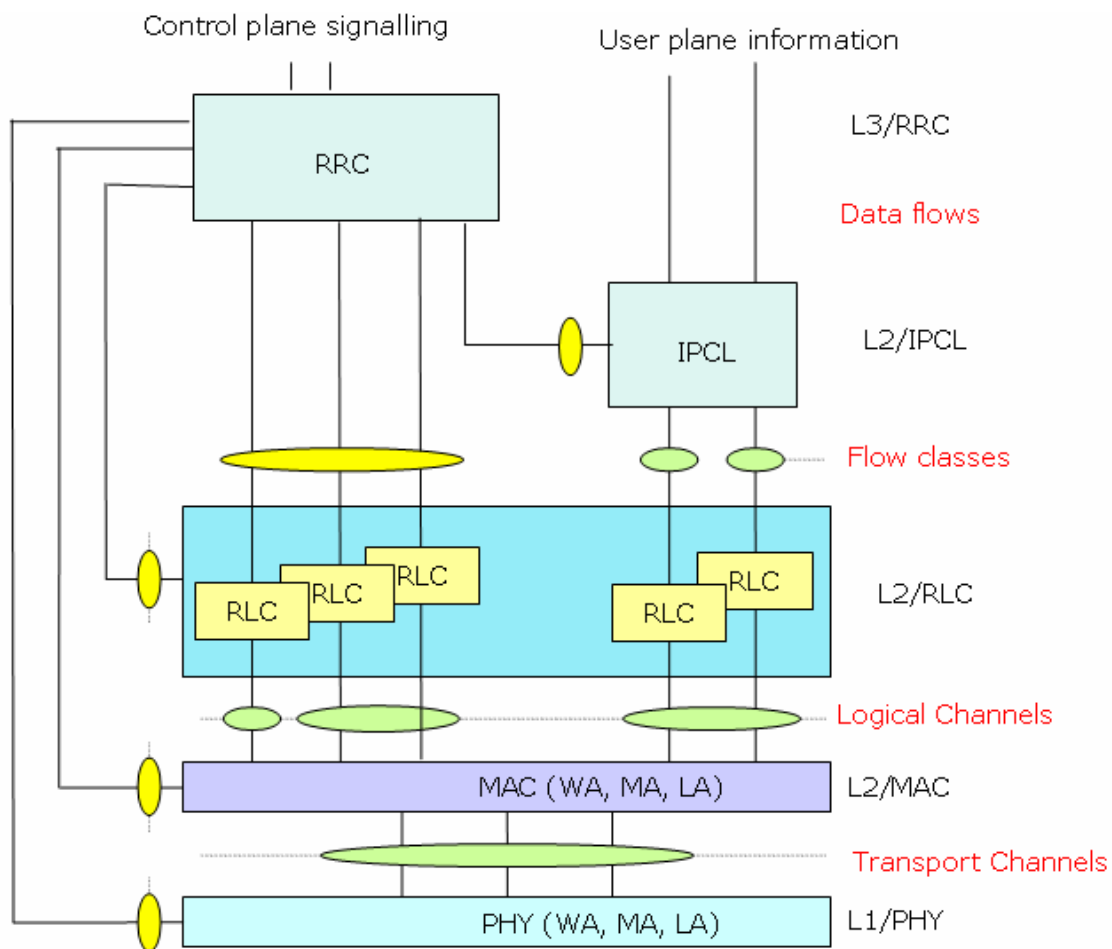 Control plane signalling
User plane information
L3/RRC
RRC
Data flows
L2/IPCL
IPCL
Flow classes
RLC
RLC
RLC
RLC
RLC
L2/RLC
Logical Channels
MAC (WA, MA, LA)
L2/MAC
Transport Channels
PHY (WA, MA, LA)
L1/PHY